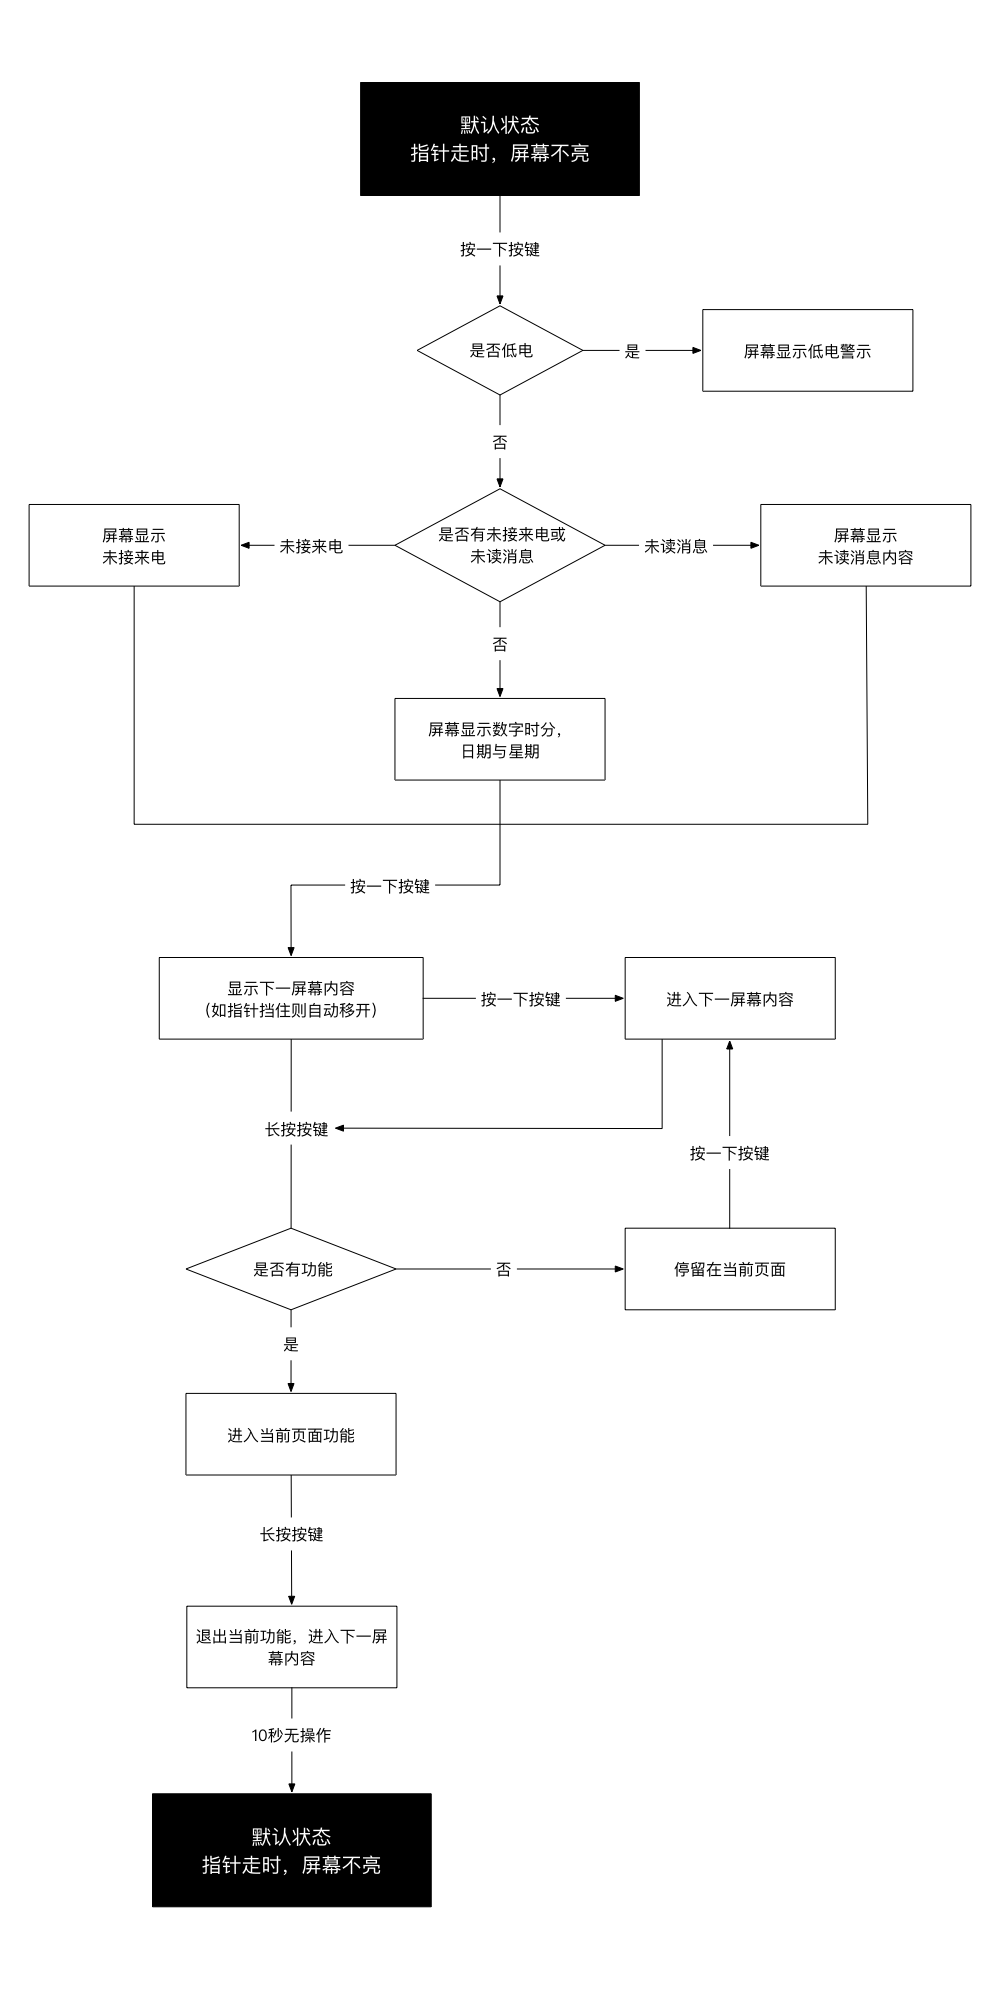 默认状态
指针走时，屏幕不亮
按一下按键
是否低电
是
屏幕显示低电警示
否
屏幕显示
未接来电
未接来电
是否有未接来电或
未读消息
未读消息
屏幕显示
未读消息内容
否
屏幕显示数字时分，
日期与星期
按一下按键
显示下一屏幕内容
（如指针挡住则自动移开）
按一下按键
进入下一屏幕内容
长按按键
按一下按键
是否有功能
否
停留在当前页面
是
进入当前页面功能
长按按键
退出当前功能，进入下一屏
幕内容
10秒无操作
默认状态
指针走时，屏幕不亮